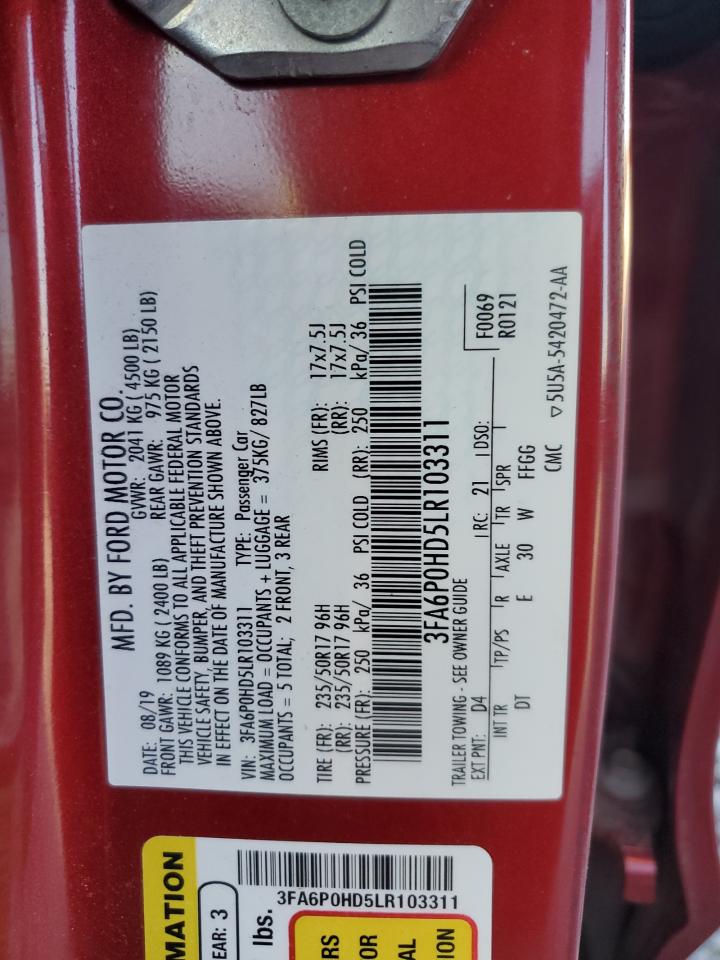 MFD. BY FORD MOTOR CO.
DATE: 08/19 GVWR: 2041 KG ( 4500 LB)
FRONT GAWR: 1089 KG ( 2400 LB) REAR GAWR: 975 KG ( 2150 LB)
THIS VEHICLE CONFORMS TO ALL APPLICABLE FEDERAL MOTOR
VEHICLE SAFETY, BUMPER, AND THEFT PREVENTION STANDARDS
IN EFFECT ON THE DATE OF MANUFACTURE SHOWN ABOVE.
VIN: 3FA6P0HD5LR103311 TYPE: Passenger Car
MAXIMUM LOAD = OCCUPANTS + LUGGAGE = 375KG/ 827LB
OCCUPANTS = 5 TOTAL; 2 FRONT, 3 REAR
TIRE (FR): 235/50R17 96H RIMS (FR): 17x7.5J
(RR): 235/50R17 96H (RR): 17x7.5J
PRESSURE (FR): 250 kPa/ 36 PSI COLD (RR): 250 kPa/ 36 PSI COLD
3FA6P0HD5LR103311
TRAILER TOWING - SEE OWNER GUIDE F0069
EXT PNT: D4 RC: 21 DSO: R0121
INT TR TP/PS R AXLE TR SPR
DT E 30 W FFGG
CMC ▽5U5A-5420472-AA
MATION
EAR: 3
lbs.
3FA6P0HD5LR103311
RS
OR
AL
ION